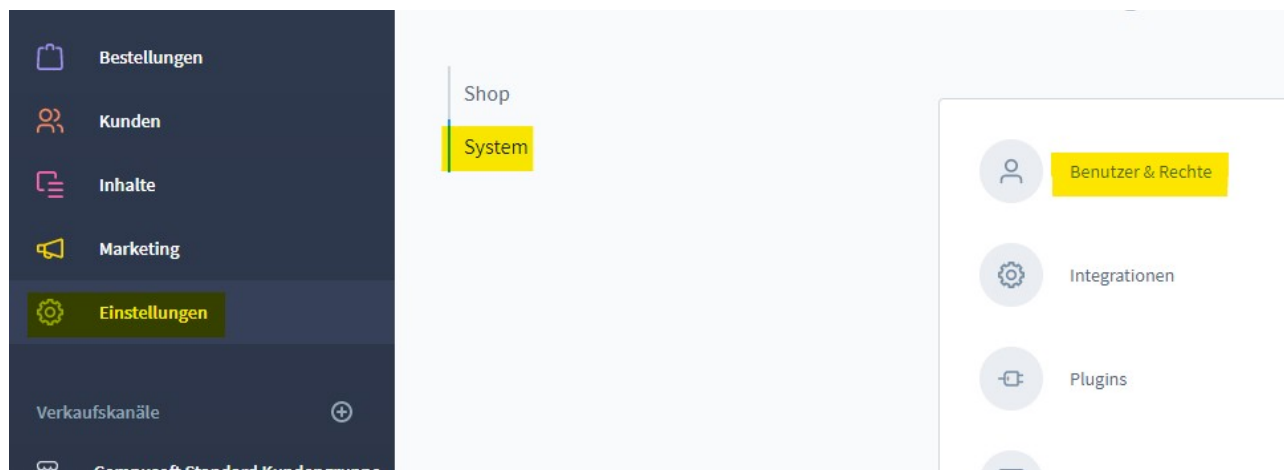 Bestellungen
Kunden
Inhalte
Marketing
Einstellungen
Verkaufskanäle
Shop
System
Benutzer & Rechte
Integrationen
Plugins